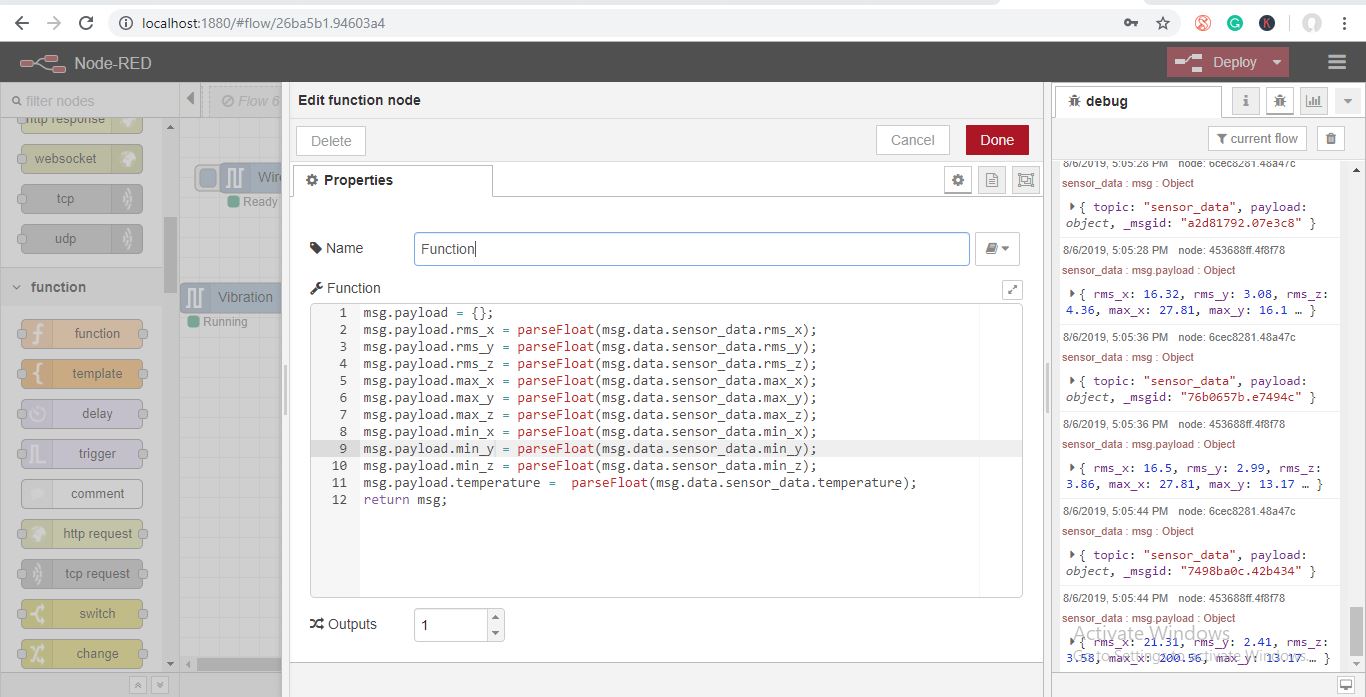 localhost:1880/#flow/26ba5b1.94603a4
Node-RED
Deploy
filter nodes
http response
websocket
tcp
udp
function
function
template
delay
trigger
comment
http request
tcp request
switch
change
Flow 6
Wire
Ready
Vibration
Running
Edit function node
Delete
Cancel
Done
Properties
Name
Function
Function
1 msg.payload = {};
2 msg.payload.rms_x = parseFloat(msg.data.sensor_data.rms_x);
3 msg.payload.rms_y = parseFloat(msg.data.sensor_data.rms_y);
4 msg.payload.rms_z = parseFloat(msg.data.sensor_data.rms_z);
5 msg.payload.max_x = parseFloat(msg.data.sensor_data.max_x);
6 msg.payload.max_y = parseFloat(msg.data.sensor_data.max_y);
7 msg.payload.max_z = parseFloat(msg.data.sensor_data.max_z);
8 msg.payload.min_x = parseFloat(msg.data.sensor_data.min_x);
9 msg.payload.min_y = parseFloat(msg.data.sensor_data.min_y);
10 msg.payload.min_z = parseFloat(msg.data.sensor_data.min_z);
11 msg.payload.temperature =  parseFloat(msg.data.sensor_data.temperature);
12 return msg;
Outputs
1
debug
i
current flow
8/6/2019, 5:05:28 PM node: 6cec8281.48a47c
sensor_data : msg : Object
{ topic: "sensor_data", payload:
object, _msgid: "a2d81792.07e3c8" }
8/6/2019, 5:05:28 PM node: 453688ff.4f8f78
sensor_data : msg.payload : Object
{ rms_x: 16.32, rms_y: 3.08, rms_z:
4.36, max_x: 27.81, max_y: 16.1 … }
8/6/2019, 5:05:36 PM node: 6cec8281.48a47c
sensor_data : msg : Object
{ topic: "sensor_data", payload:
object, _msgid: "76b0657b.e7494c" }
8/6/2019, 5:05:36 PM node: 453688ff.4f8f78
sensor_data : msg.payload : Object
{ rms_x: 16.5, rms_y: 2.99, rms_z:
3.86, max_x: 27.81, max_y: 13.17 … }
8/6/2019, 5:05:44 PM node: 6cec8281.48a47c
sensor_data : msg : Object
{ topic: "sensor_data", payload:
object, _msgid: "7498ba0c.42b434" }
8/6/2019, 5:05:44 PM node: 453688ff.4f8f78
sensor_data : msg.payload : Object
{ rms_x: 21.31, rms_y: 2.41, rms_z:
3.58, max_x: 200.56, max_y: 13.17 … }
Activate Windows
Go to Settings to activate Windows.